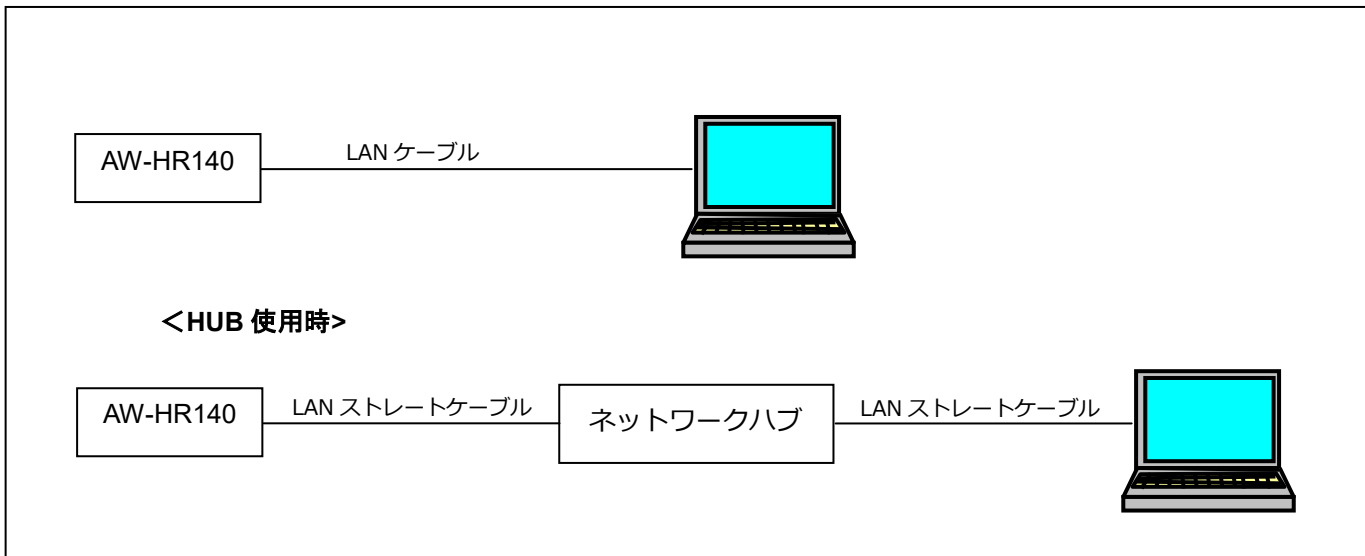 AW-HR140
LAN ケーブル
＜HUB 使用時>
AW-HR140
LAN ストレートケーブル
ネットワークハブ
LAN ストレートケーブル